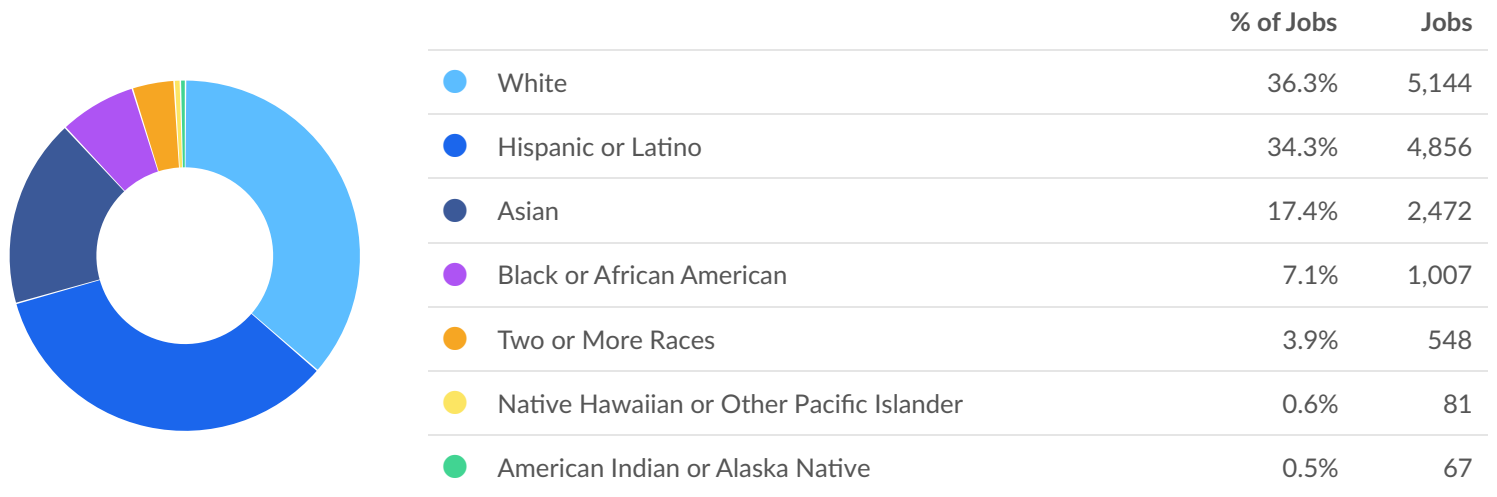 % of Jobs Jobs
White 36.3% 5,144
Hispanic or Latino 34.3% 4,856
Asian 17.4% 2,472
Black or African American 7.1% 1,007
Two or More Races 3.9% 548
Native Hawaiian or Other Pacific Islander 0.6% 81
American Indian or Alaska Native 0.5% 67